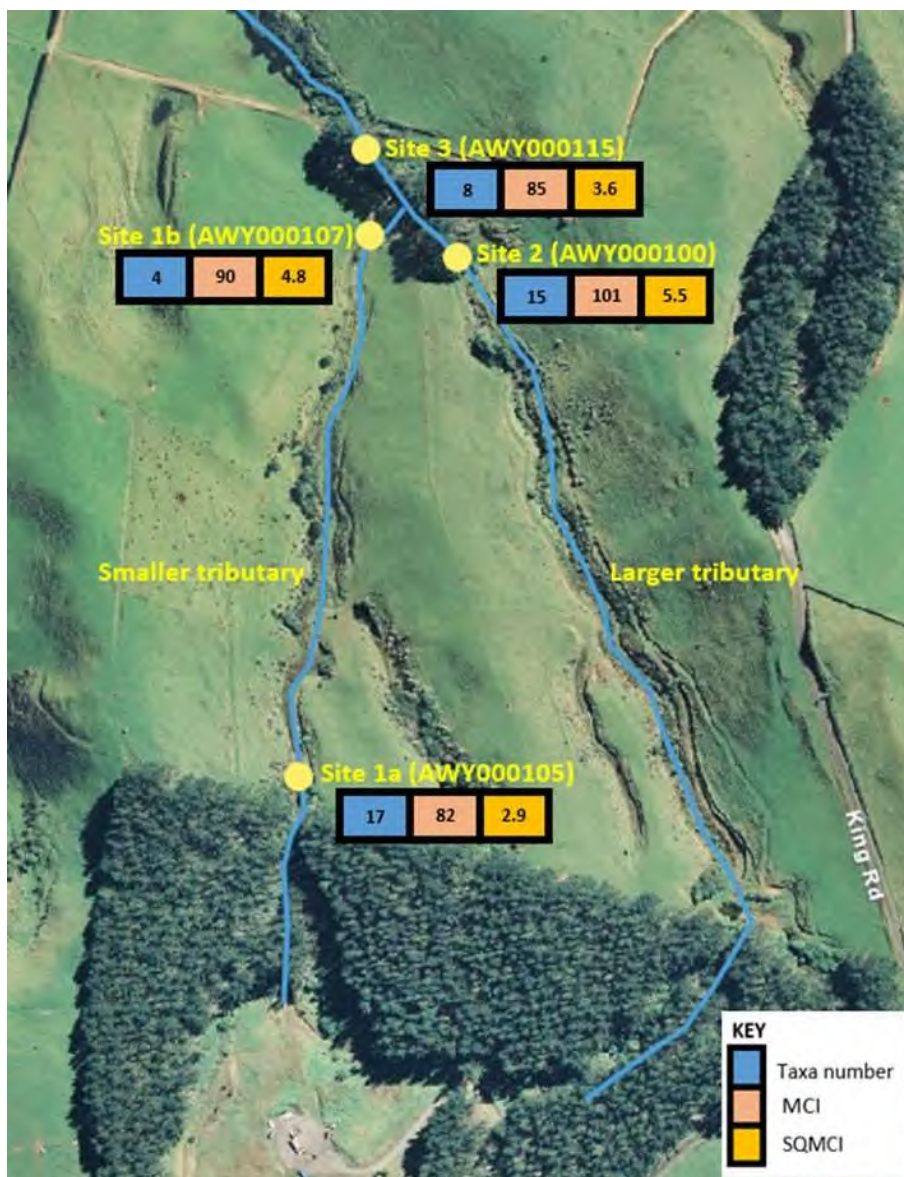 Site 3 (AWY000115)
8 85 3.6
Site 1b (AWY000107)
4 90 4.8
Site 2 (AWY000100)
15 101 5.5
Smaller tributary
Larger tributary
Site 1a (AWY000105)
17 82 2.9
King Rd
KEY
Taxa number
MCI
SQMCI